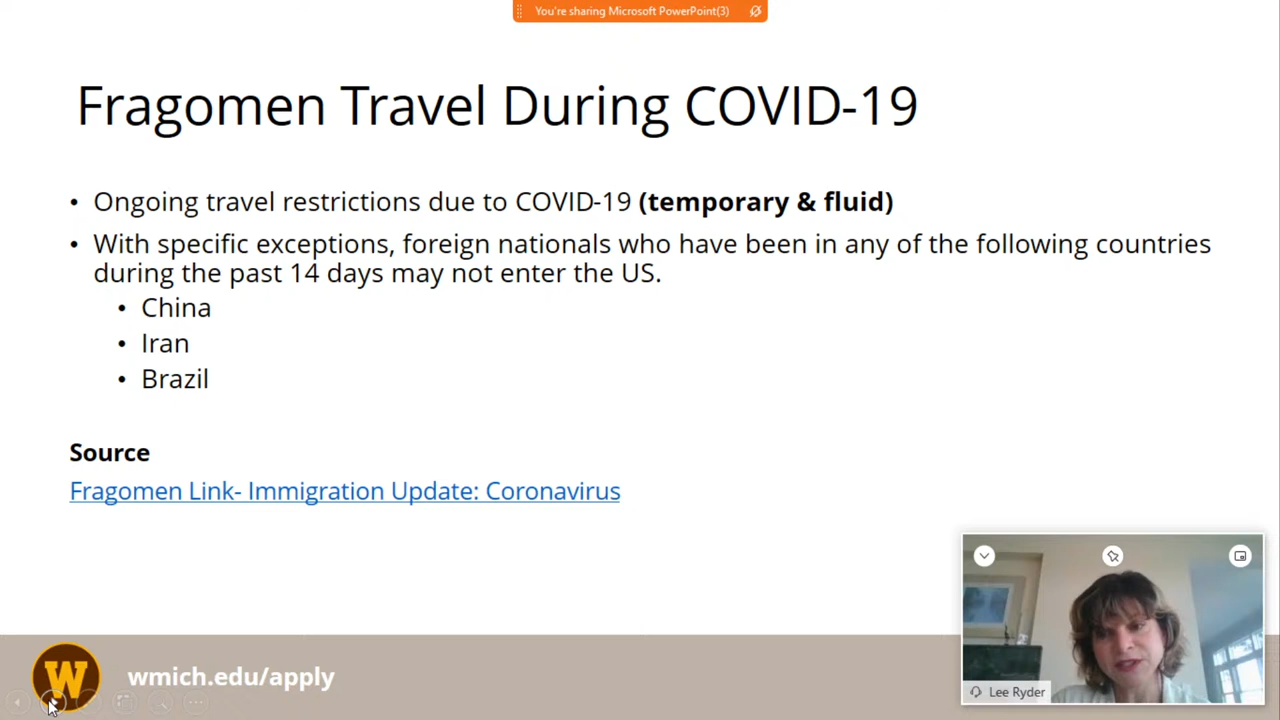 You're sharing Microsoft PowerPoint(3)
Fragomen Travel During COVID-19
• Ongoing travel restrictions due to COVID-19 (temporary & fluid)
• With specific exceptions, foreign nationals who have been in any of the following countries
during the past 14 days may not enter the US.
• China
• Iran
• Brazil
Source
Fragomen Link- Immigration Update: Coronavirus
W
wmich.edu/apply
Lee Ryder